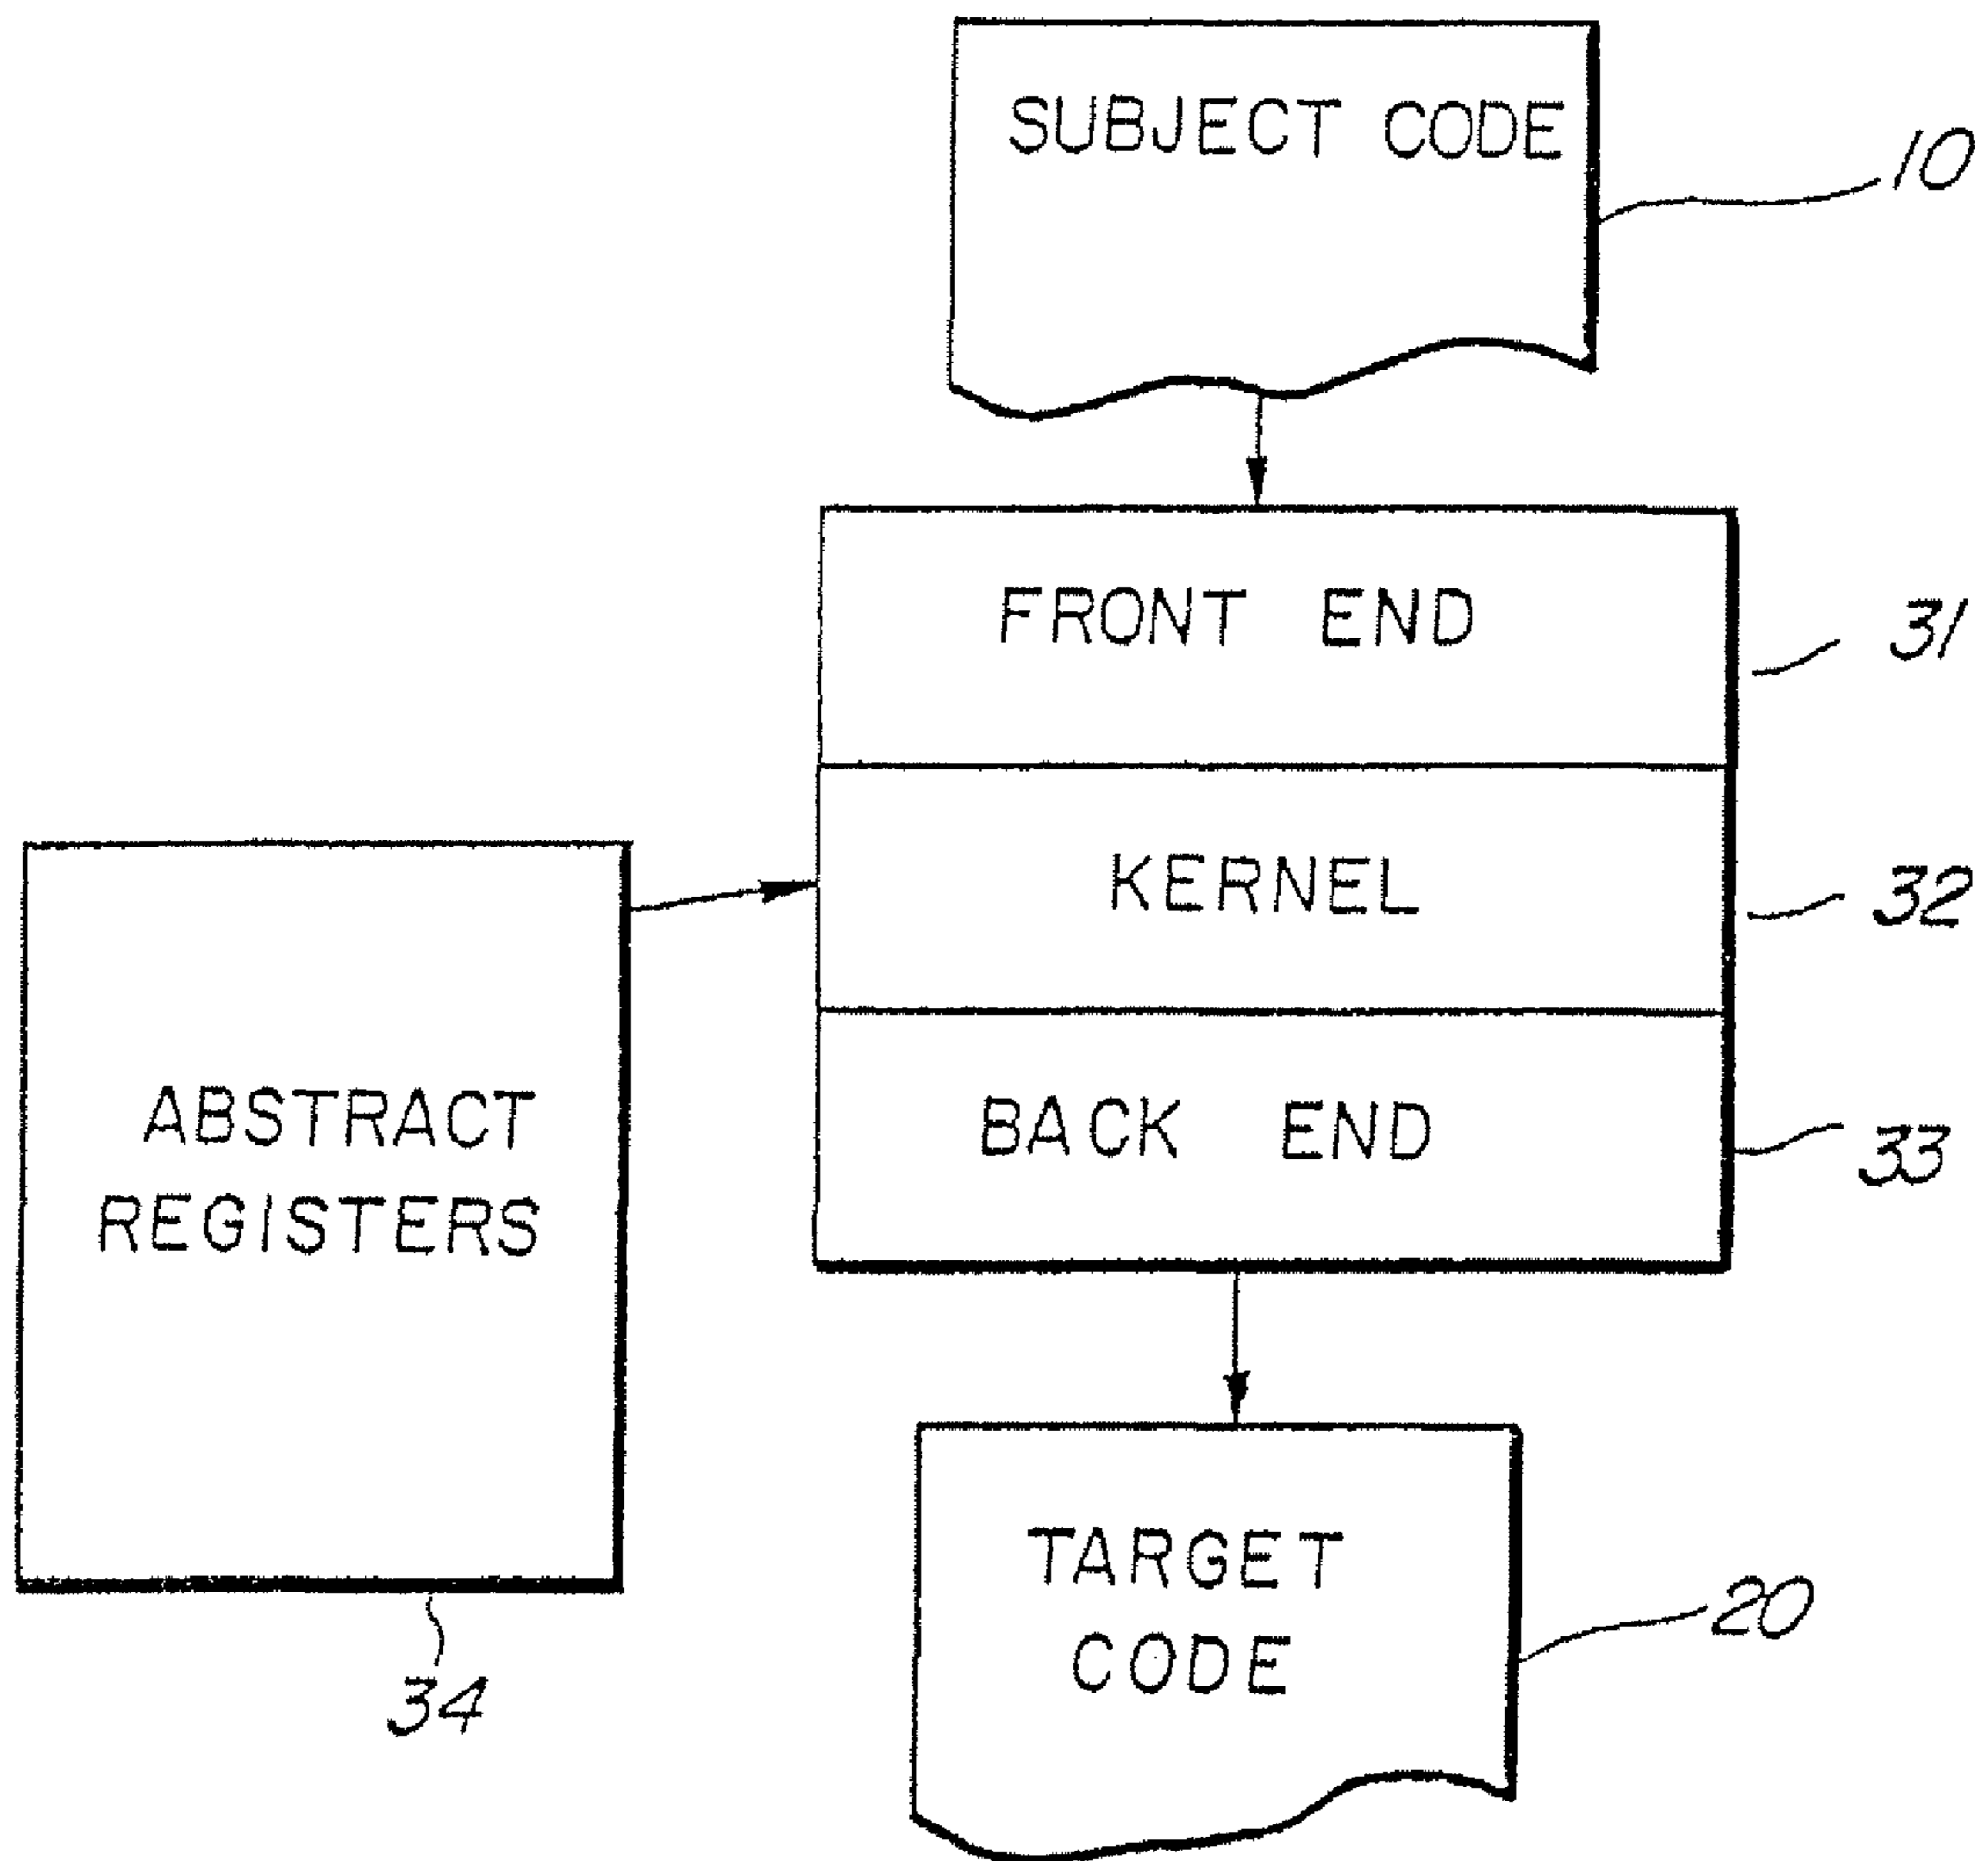 SUBJECT CODE
10
FRONT END
31
KERNEL
32
BACK END
33
ABSTRACT
REGISTERS
34
TARGET
CODE
20